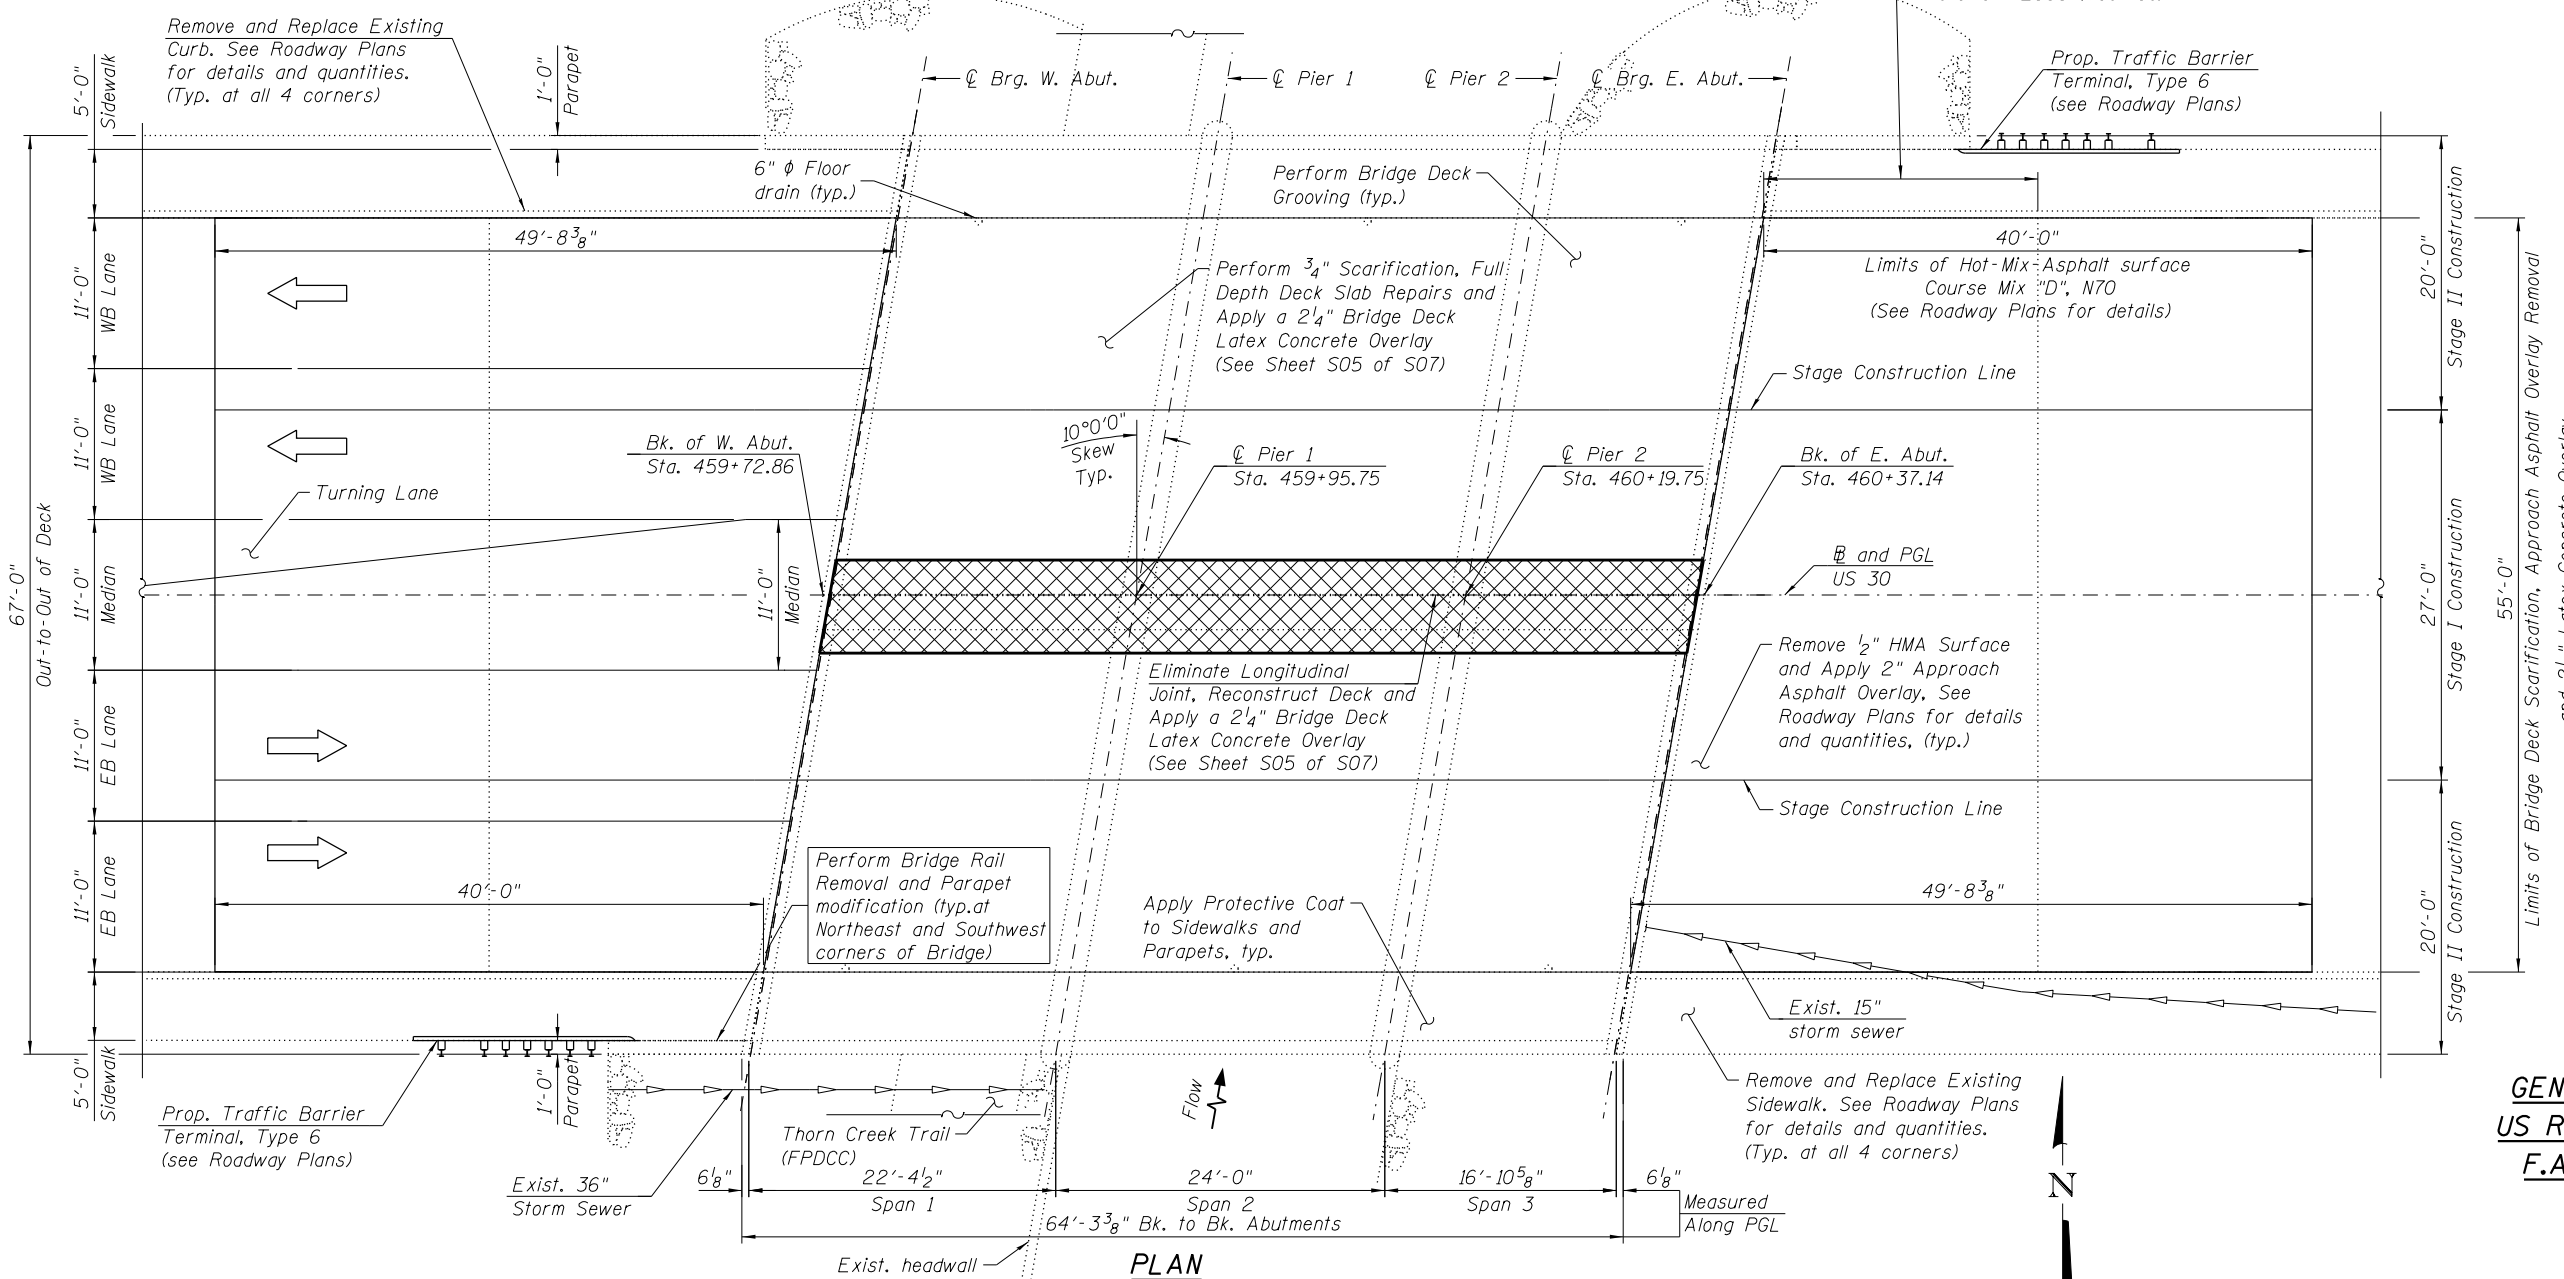 Remove and Replace Existing
Curb. See Roadway Plans
for details and quantities.
(Typ. at all 4 corners)
5'-0"
Sidewalk
1'-0"
Parapet
℄ Brg. W. Abut.
℄ Pier 1
℄ Pier 2
℄ Brg. E. Abut.
Prop. Traffic Barrier
Terminal, Type 6
(see Roadway Plans)
6" ϕ Floor
drain (typ.)
Perform Bridge Deck
Grooving (typ.)
49'-8⅜"
40'-0"
Limits of Hot-Mix-Asphalt surface
Course Mix "D", N70
(See Roadway Plans for details)
Perform ¾" Scarification, Full
Depth Deck Slab Repairs and
Apply a 2¼" Bridge Deck
Latex Concrete Overlay
(See Sheet S05 of S07)
11'-0"
WB Lane
11'-0"
WB Lane
11'-0"
Median
11'-0"
EB Lane
11'-0"
EB Lane
5'-0"
Sidewalk
67'-0"
Out-to-Out of Deck
Stage Construction Line
Turning Lane
Bk. of W. Abut.
Sta. 459+72.86
10°0'0"
Skew
Typ.
℄ Pier 1
Sta. 459+95.75
℄ Pier 2
Sta. 460+19.75
Bk. of E. Abut.
Sta. 460+37.14
11'-0"
Median
℔ and PGL
US 30
Eliminate Longitudinal
Joint, Reconstruct Deck and
Apply a 2¼" Bridge Deck
Latex Concrete Overlay
(See Sheet S05 of S07)
Remove ½" HMA Surface
and Apply 2" Approach
Asphalt Overlay, See
Roadway Plans for details
and quantities, (typ.)
Stage Construction Line
20'-0"
Stage II Construction
27'-0"
Stage I Construction
20'-0"
Stage II Construction
55'-0"
Limits of Bridge Deck Scarification, Approach Asphalt Overlay Removal
40'-0"
Perform Bridge Rail
Removal and Parapet
modification (typ.at
Northeast and Southwest
corners of Bridge)
Apply Protective Coat
to Sidewalks and
Parapets, typ.
49'-8⅜"
Exist. 15"
storm sewer
Prop. Traffic Barrier
Terminal, Type 6
(see Roadway Plans)
1'-0"
Parapet
Thorn Creek Trail
(FPDCC)
Flow
Remove and Replace Existing
Sidewalk. See Roadway Plans
for details and quantities.
(Typ. at all 4 corners)
Exist. 36"
Storm Sewer
6⅛"
22'-4½"
Span 1
24'-0"
Span 2
16'-10⅝"
Span 3
6⅛"
Measured
Along PGL
64'-3⅜" Bk. to Bk. Abutments
Exist. headwall
PLAN
N
GEN
US R
F.A